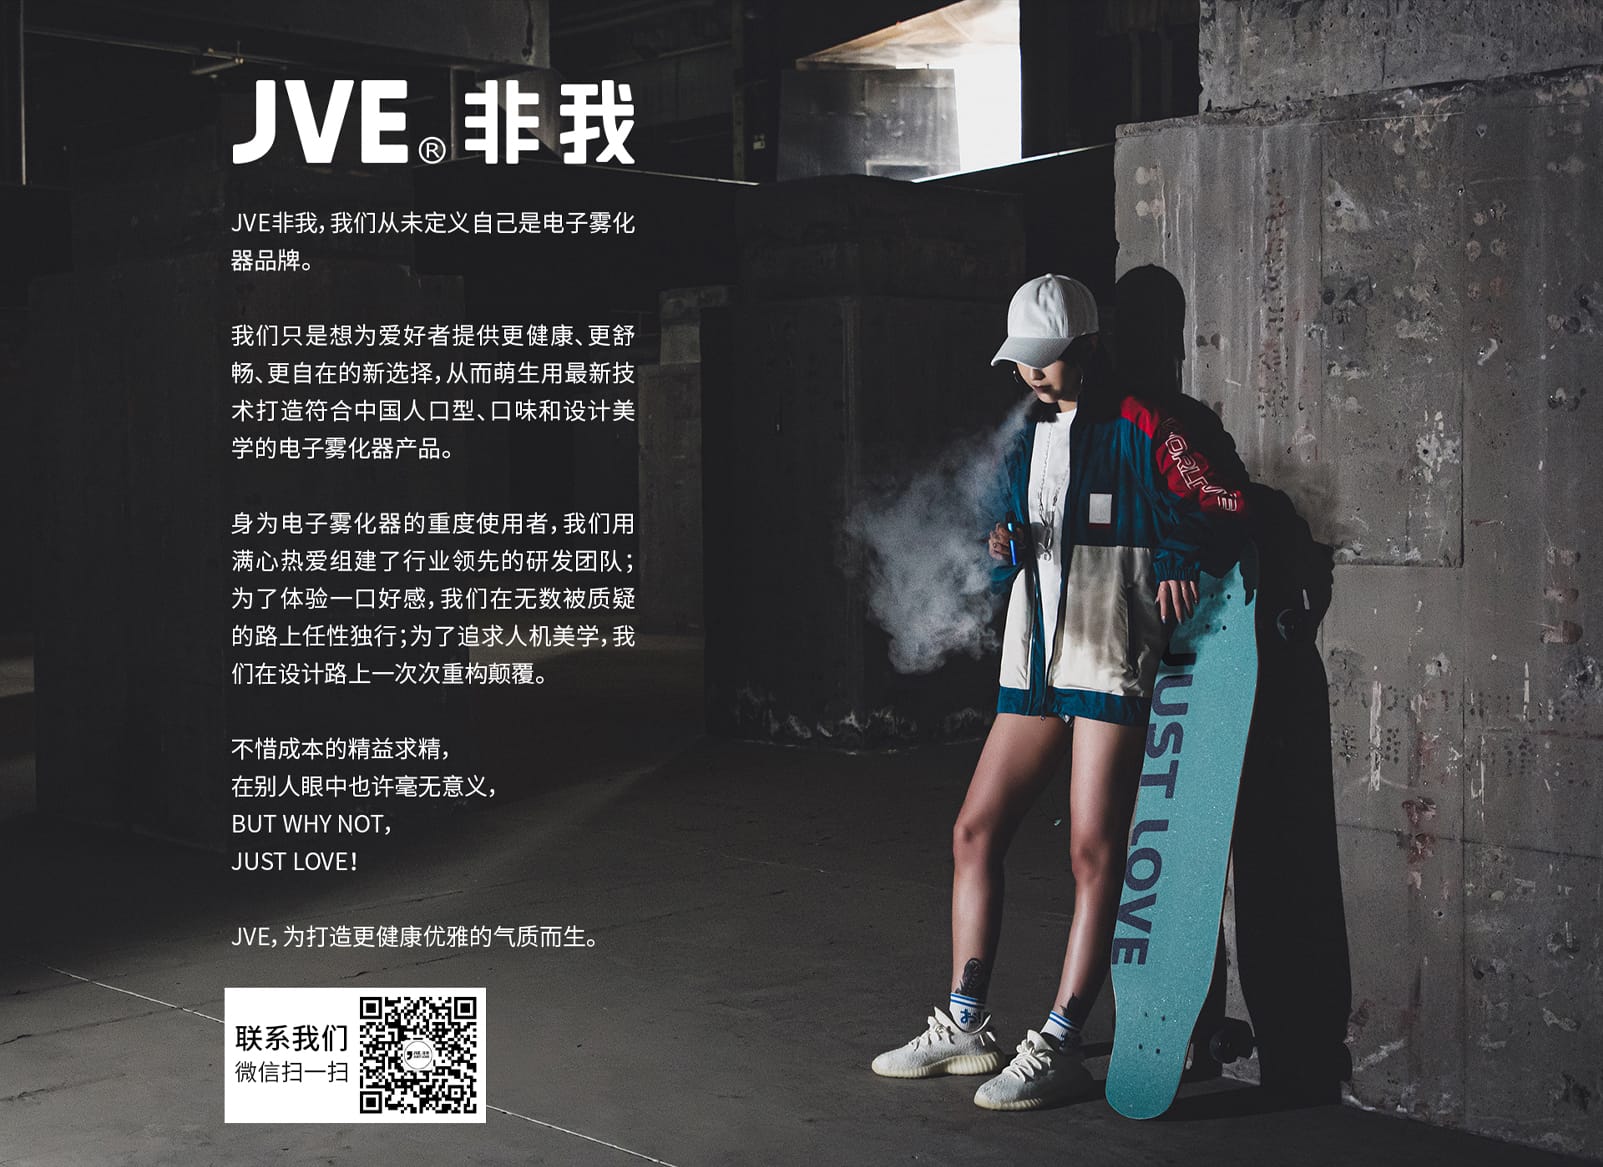 JVE® 非我
JVE非我，我们从未定义自己是电子雾化
器品牌。
我们只是想为爱好者提供更健康、更舒
畅、更自在的新选择，从而萌生用最新技
术打造符合中国人口型、口味和设计美
学的电子雾化器产品。
身为电子雾化器的重度使用者，我们用
满心热爱组建了行业领先的研发团队；
为了体验一口好感，我们在无数被质疑
的路上任性独行；为了追求人机美学，我
们在设计路上一次次重构颠覆。
不惜成本的精益求精，
在别人眼中也许毫无意义，
BUT WHY NOT，
JUST LOVE！
JVE，为打造更健康优雅的气质而生。
联系我们
微信扫一扫
JUST LOVE